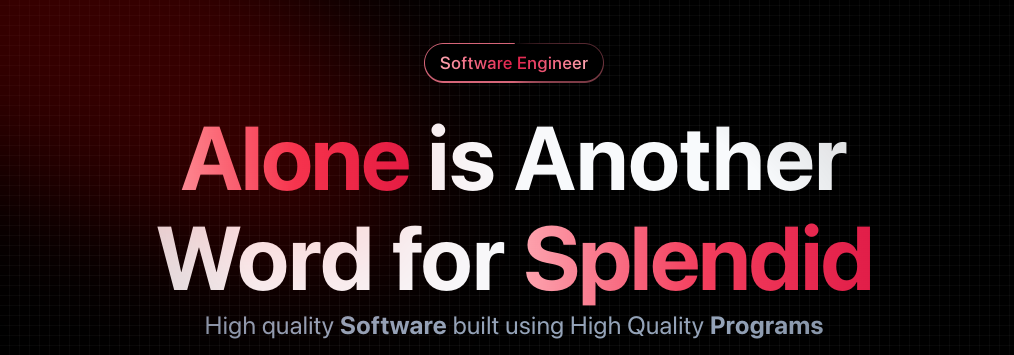 Software Engineer
Alone is Another
Word for Splendid
High quality Software built using High Quality Programs